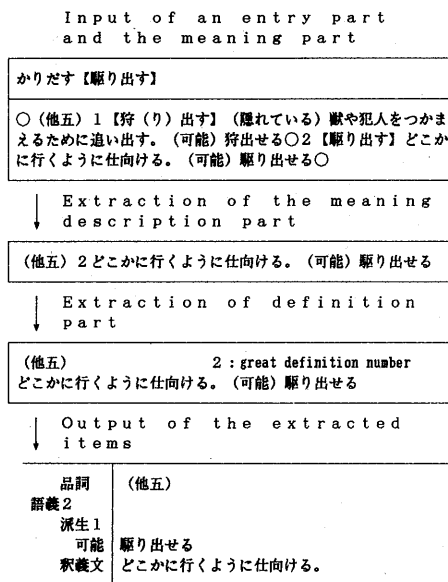 Input of an entry part
and the meaning part
かりだす【駆り出す】
○（他五）１【狩（り）出す】（隠れている）獣や犯人をつかま
えるために追い出す。（可能）狩出せる○２【駆り出す】どこか
に行くように仕向ける。（可能）駆り出せる○
Extraction of the meaning
description part
（他五）２どこかに行くように仕向ける。（可能）駆り出せる
Extraction of definition
part
（他五） 2：great definition number
どこかに行くように仕向ける。（可能）駆り出せる
Output of the extracted
items
品詞 （他五）
語義２
派生１
可能 駆り出せる
釈義文 どこかに行くように仕向ける。